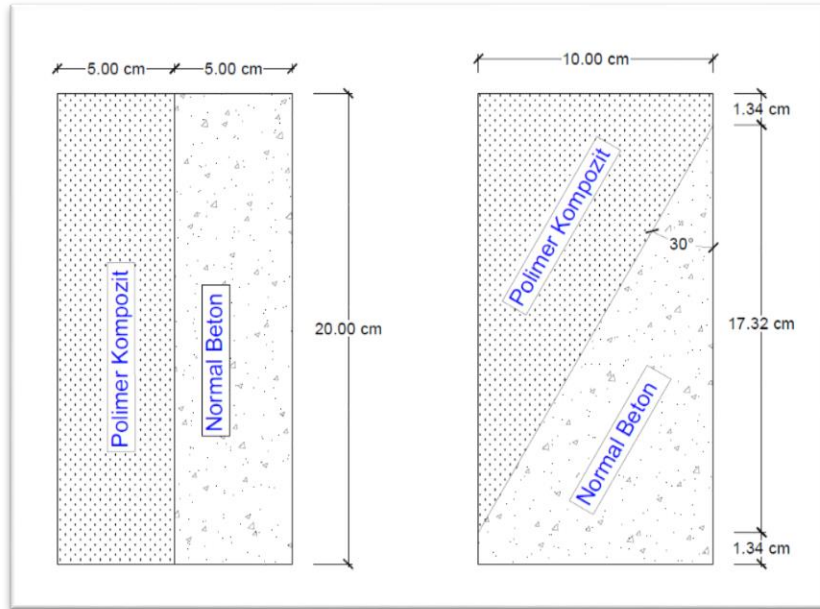 5.00 cm
5.00 cm
Polimer Kompozit
Normal Beton
20.00 cm
10.00 cm
1.34 cm
Polimer Kompozit
30°
17.32 cm
Normal Beton
1.34 cm